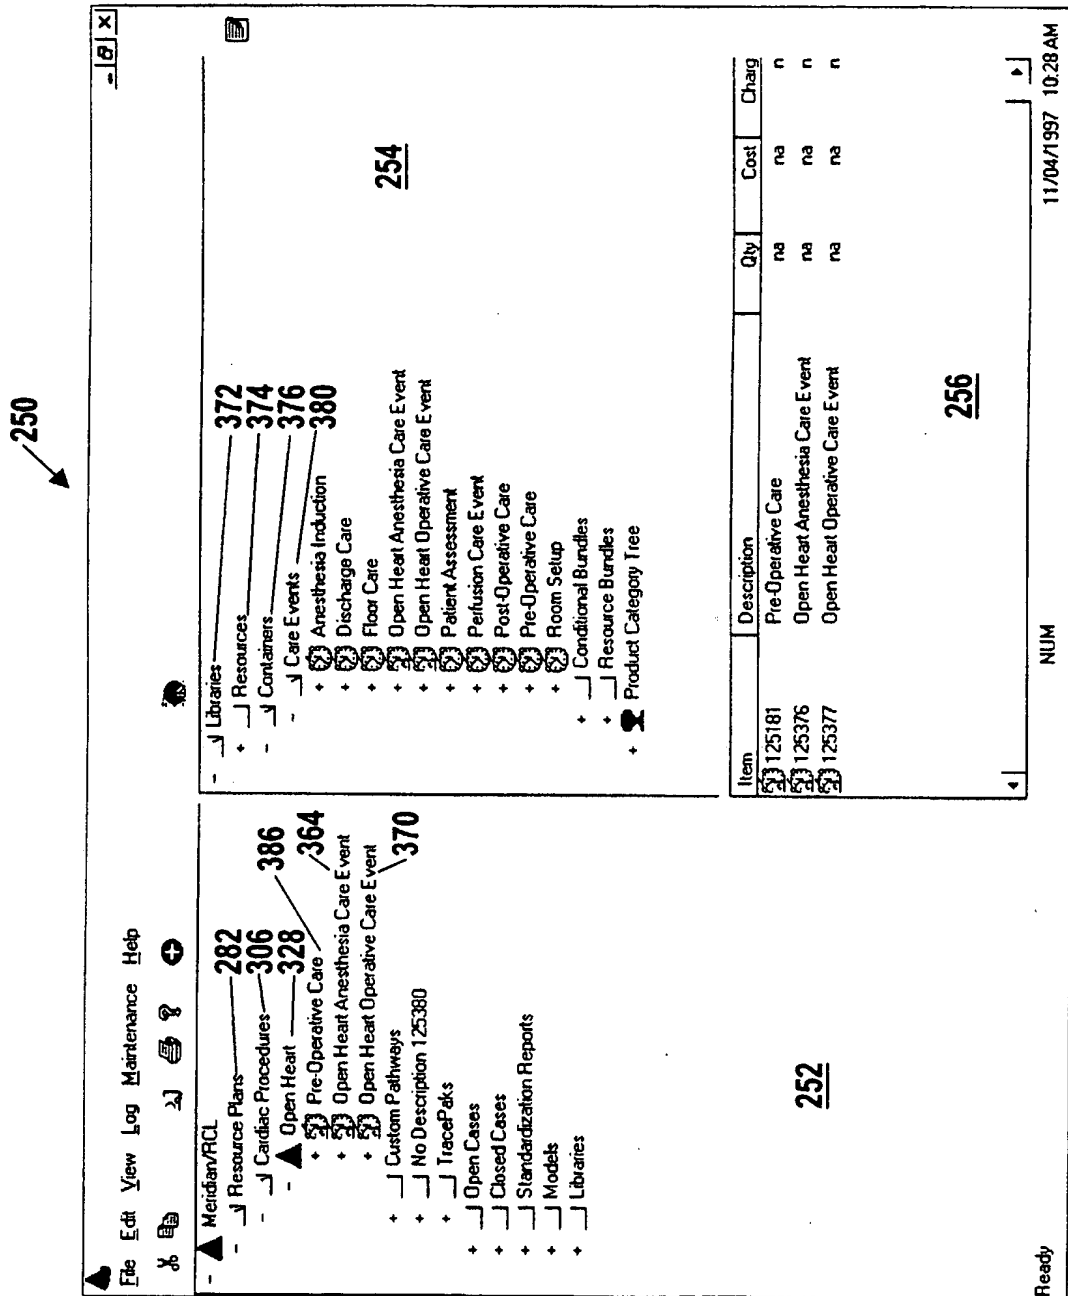 250
File Edit View Log Maintenance Help
Meridian/RCL
Resource Plans 282
Cardiac Procedures 306
Open Heart 328
Pre-Operative Care 386
Open Heart Anesthesia Care Event 364
Open Heart Operative Care Event 370
Custom Pathways
No Description 125380
TracePaks
Open Cases
Closed Cases
Standardization Reports
Models
Libraries
252
Libraries 372
Resources 374
Containers 376
Care Events 380
Anesthesia Induction
Discharge Care
Floor Care
Open Heart Anesthesia Care Event
Open Heart Operative Care Event
Patient Assessment
Perfusion Care Event
Post-Operative Care
Pre-Operative Care
Room Setup
Conditional Bundles
Resource Bundles
Product Category Tree
254
Item Description Qty Cost Charg
125181 Pre-Operative Care na na n
125376 Open Heart Anesthesia Care Event na na n
125377 Open Heart Operative Care Event na na n
256
Ready NUM 11/04/1997 10:28 AM